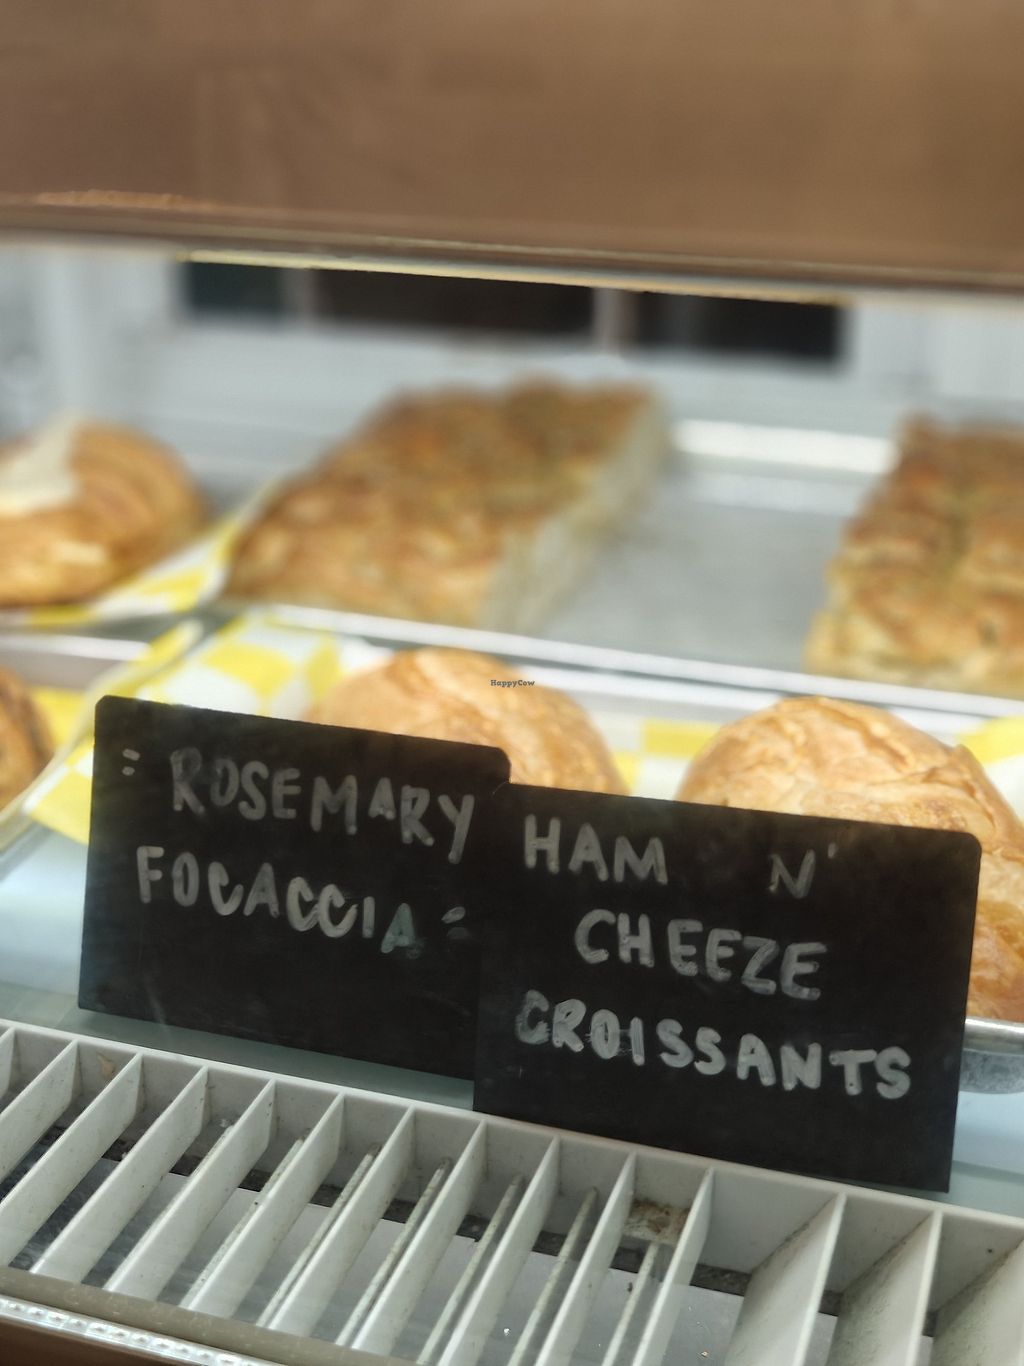 HappyCow
= ROSEMARY
FOCACCIA =
HAM N'
CHEEZE
CROISSANTS